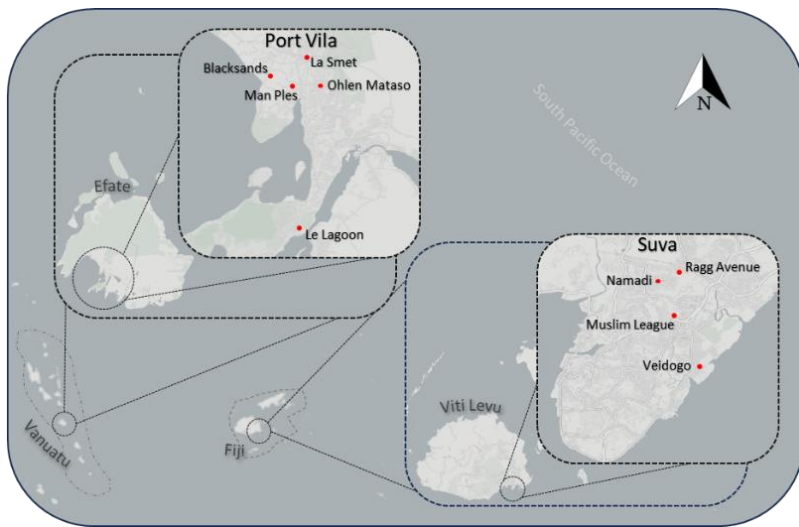 Port Vila
La Smet
Blacksands
Ohlen Mataso
Man Ples
Le Lagoon
Efate
N
South Pacific Ocean
Suva
Ragg Avenue
Namadi
Muslim League
Veidogo
Viti Levu
Vanuatu
Fiji